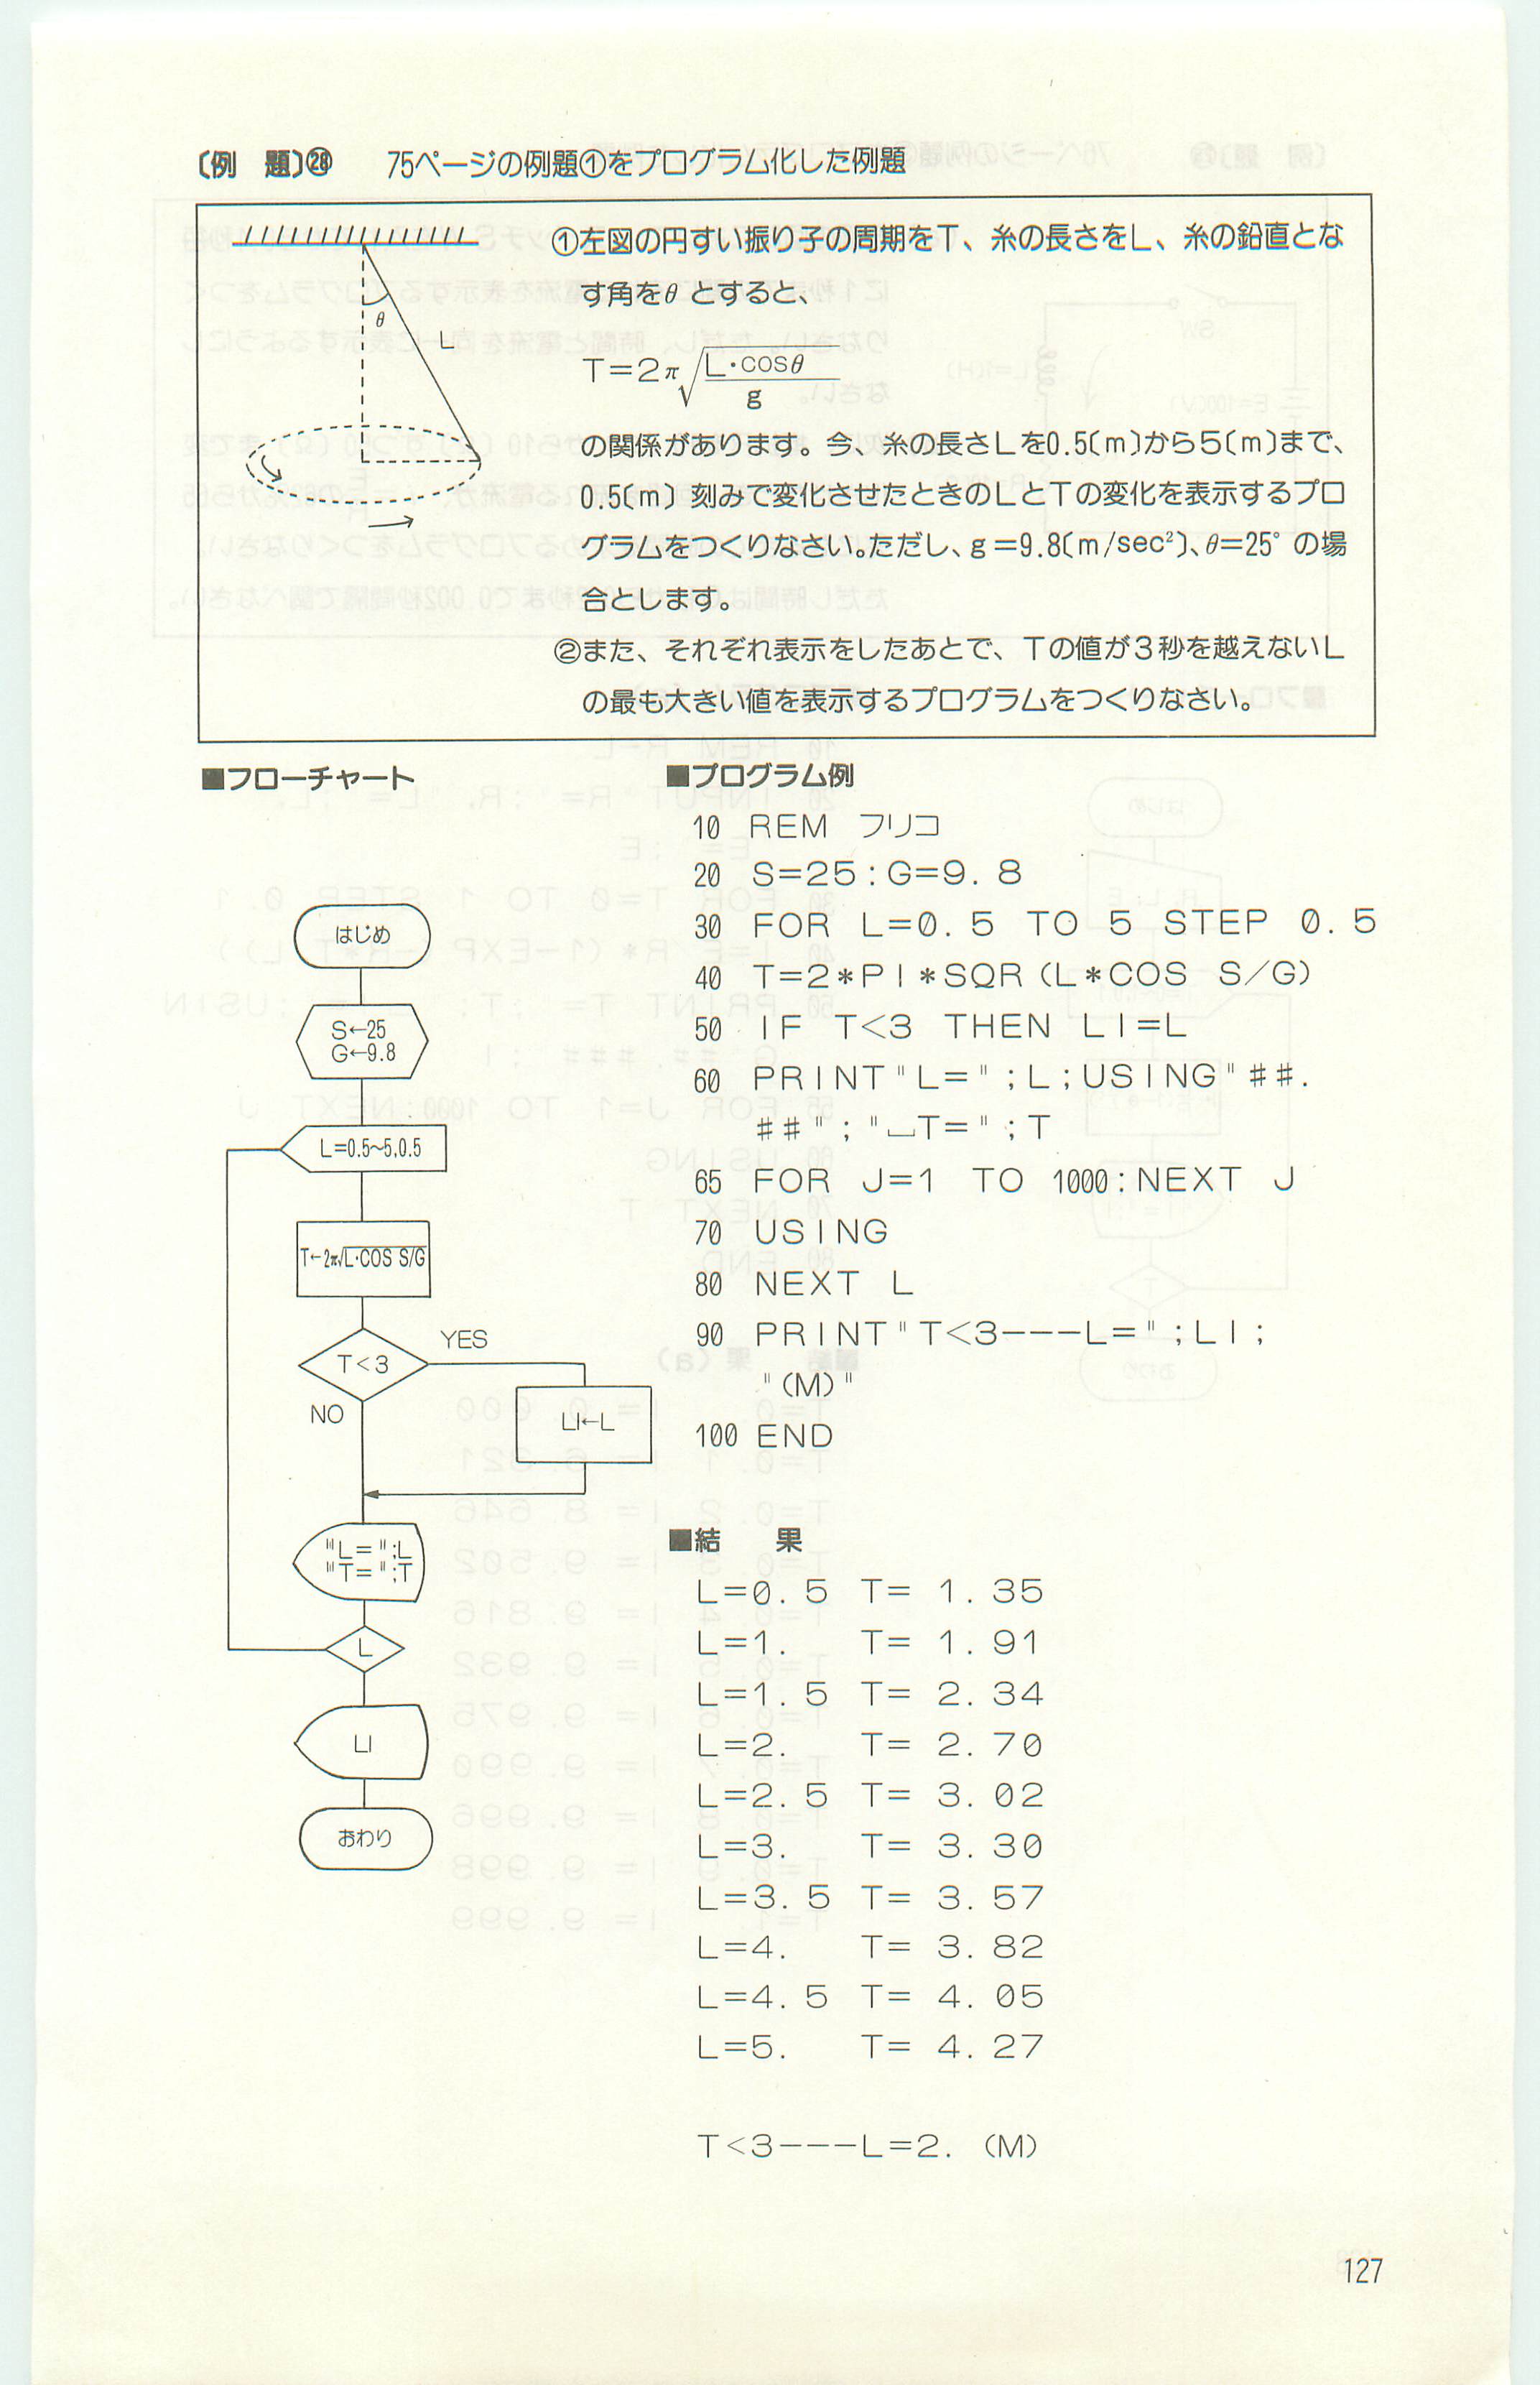 〔例　題〕㉘　75ページの例題①をプログラム化した例題
①左図の円すい振り子の周期をT、糸の長さをL、糸の鉛直とな
す角をθとすると、
T=2π√(L・cosθ/g)
の関係があります。今、糸の長さLを0.5〔m〕から5〔m〕まで、
0.5〔m〕刻みで変化させたときのLとTの変化を表示するプロ
グラムをつくりなさい。ただし、g=9.8〔m/sec²〕、θ=25°の場
合とします。
②また、それぞれ表示をしたあとで、Tの値が3秒を越えないL
の最も大きい値を表示するプログラムをつくりなさい。
θ
L
■フローチャート
はじめ
S←25
G←9.8
L=0.5~5,0.5
T←2π√L・COS S/G
T<3
YES
NO
LI←L
"L=";L
"T=";T
L
LI
おわり
■プログラム例
10 REM フリコ
20 S=25:G=9.8
30 FOR L=0.5 TO 5 STEP 0.5
40 T=2*PI*SQR(L*COS S/G)
50 IF T<3 THEN LI=L
60 PRINT"L=";L;USING"##.
##";"␣T=";T
65 FOR J=1 TO 1000:NEXT J
70 USING
80 NEXT L
90 PRINT"T<3---L=";LI;
"(M)"
100 END
■結　果
L=0.5 T= 1.35
L=1. T= 1.91
L=1.5 T= 2.34
L=2. T= 2.70
L=2.5 T= 3.02
L=3. T= 3.30
L=3.5 T= 3.57
L=4. T= 3.82
L=4.5 T= 4.05
L=5. T= 4.27
T<3---L=2. (M)
127